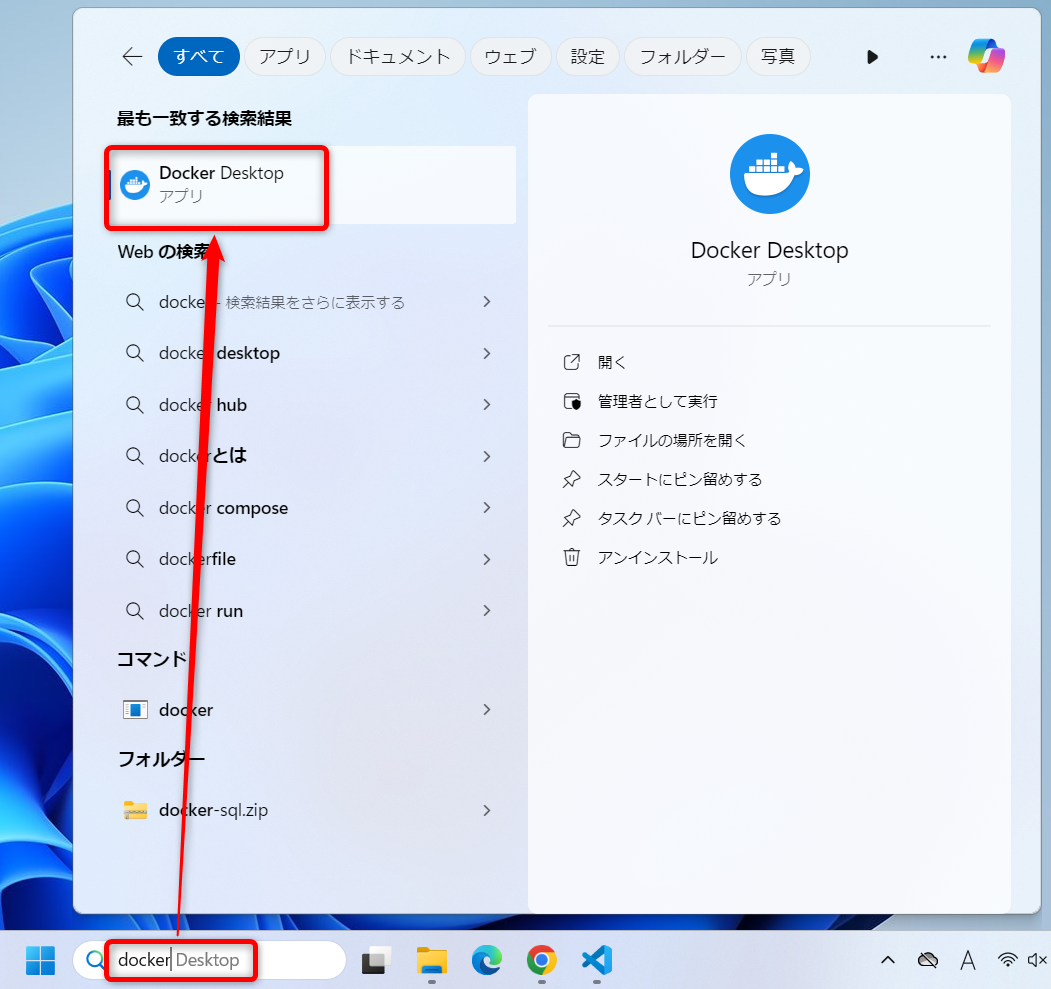 すべて アプリ ドキュメント ウェブ 設定 フォルダー 写真 ...
最も一致する検索結果
Docker Desktop
アプリ
Web の検索
docker - 検索結果をさらに表示する
docker desktop
docker hub
dockerとは
docker compose
dockerfile
docker run
コマンド
docker
フォルダー
docker-sql.zip
Docker Desktop
アプリ
開く
管理者として実行
ファイルの場所を開く
スタートにピン留めする
タスク バーにピン留めする
アンインストール
docker Desktop
A